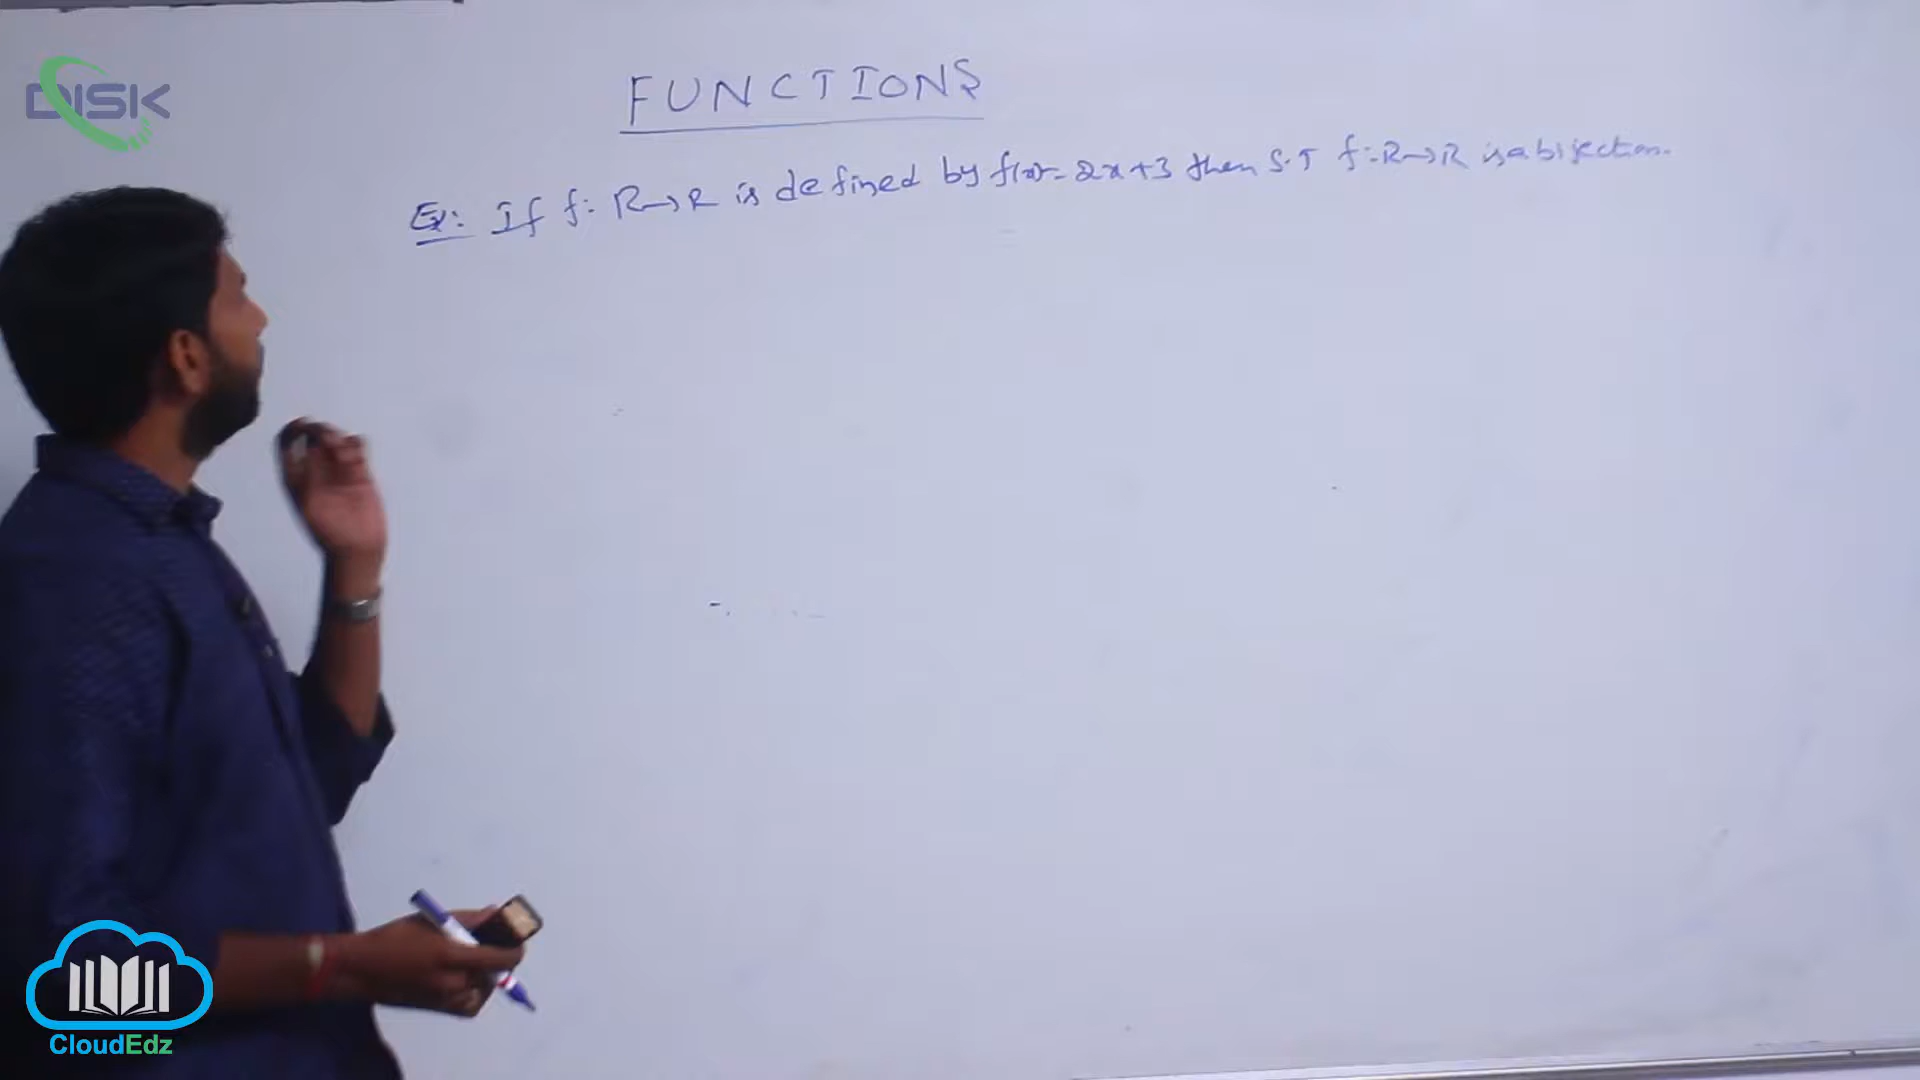 DISK
FUNCTIONS
Ex: If f: R→R is defined by f(x)=2x+3 then S.T f:R→R is a bijection.
CloudEdz